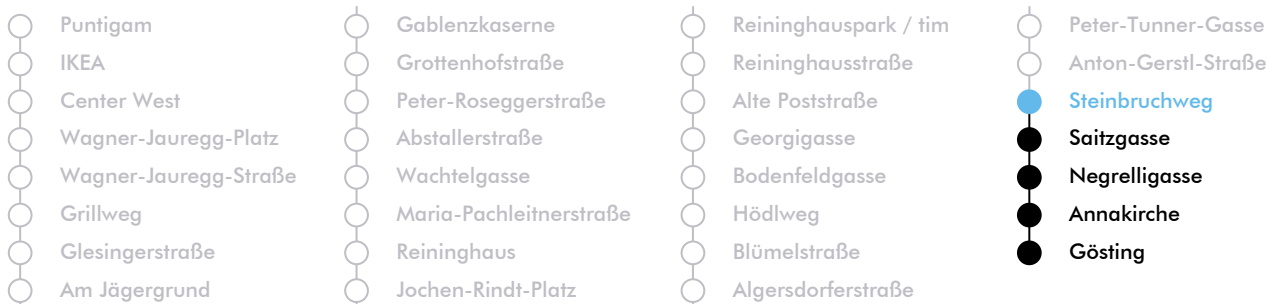 Puntigam
IKEA
Center West
Wagner-Jauregg-Platz
Wagner-Jauregg-Straße
Grillweg
Glesingerstraße
Am Jägergrund
Gablenzkaserne
Grottenhofstraße
Peter-Roseggerstraße
Abstallerstraße
Wachtelgasse
Maria-Pachleitnerstraße
Reininghaus
Jochen-Rindt-Platz
Reininghauspark / tim
Reininghausstraße
Alte Poststraße
Georgigasse
Bodenfeldgasse
Hödlweg
Blümelstraße
Algersdorferstraße
Peter-Tunner-Gasse
Anton-Gerstl-Straße
Steinbruchweg
Saitzgasse
Negrelligasse
Annakirche
Gösting